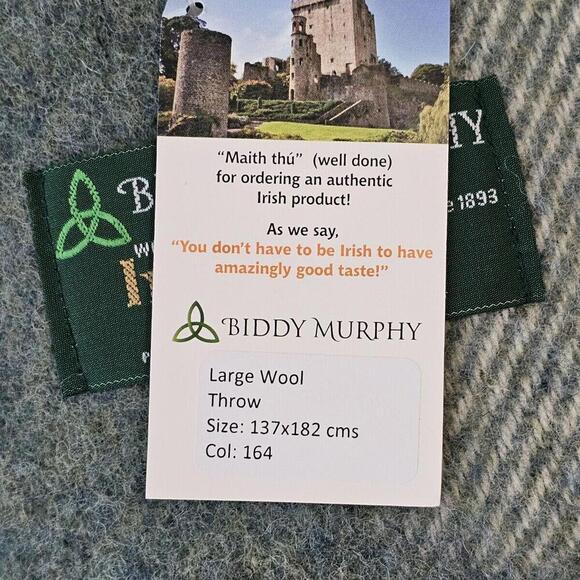 "Maith thú" (well done)
for ordering an authentic
Irish product!
As we say,
"You don't have to be Irish to have
amazingly good taste!"
BIDDY MURPHY
Large Wool
Throw
Size: 137x182 cms
Col: 164
1893